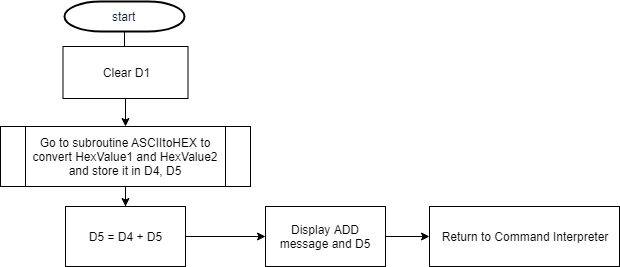 start
Clear D1
Go to subroutine ASCIItoHEX to
convert HexValue1 and HexValue2
and store it in D4, D5
D5 = D4 + D5
Display ADD
message and D5
Return to Command Interpreter